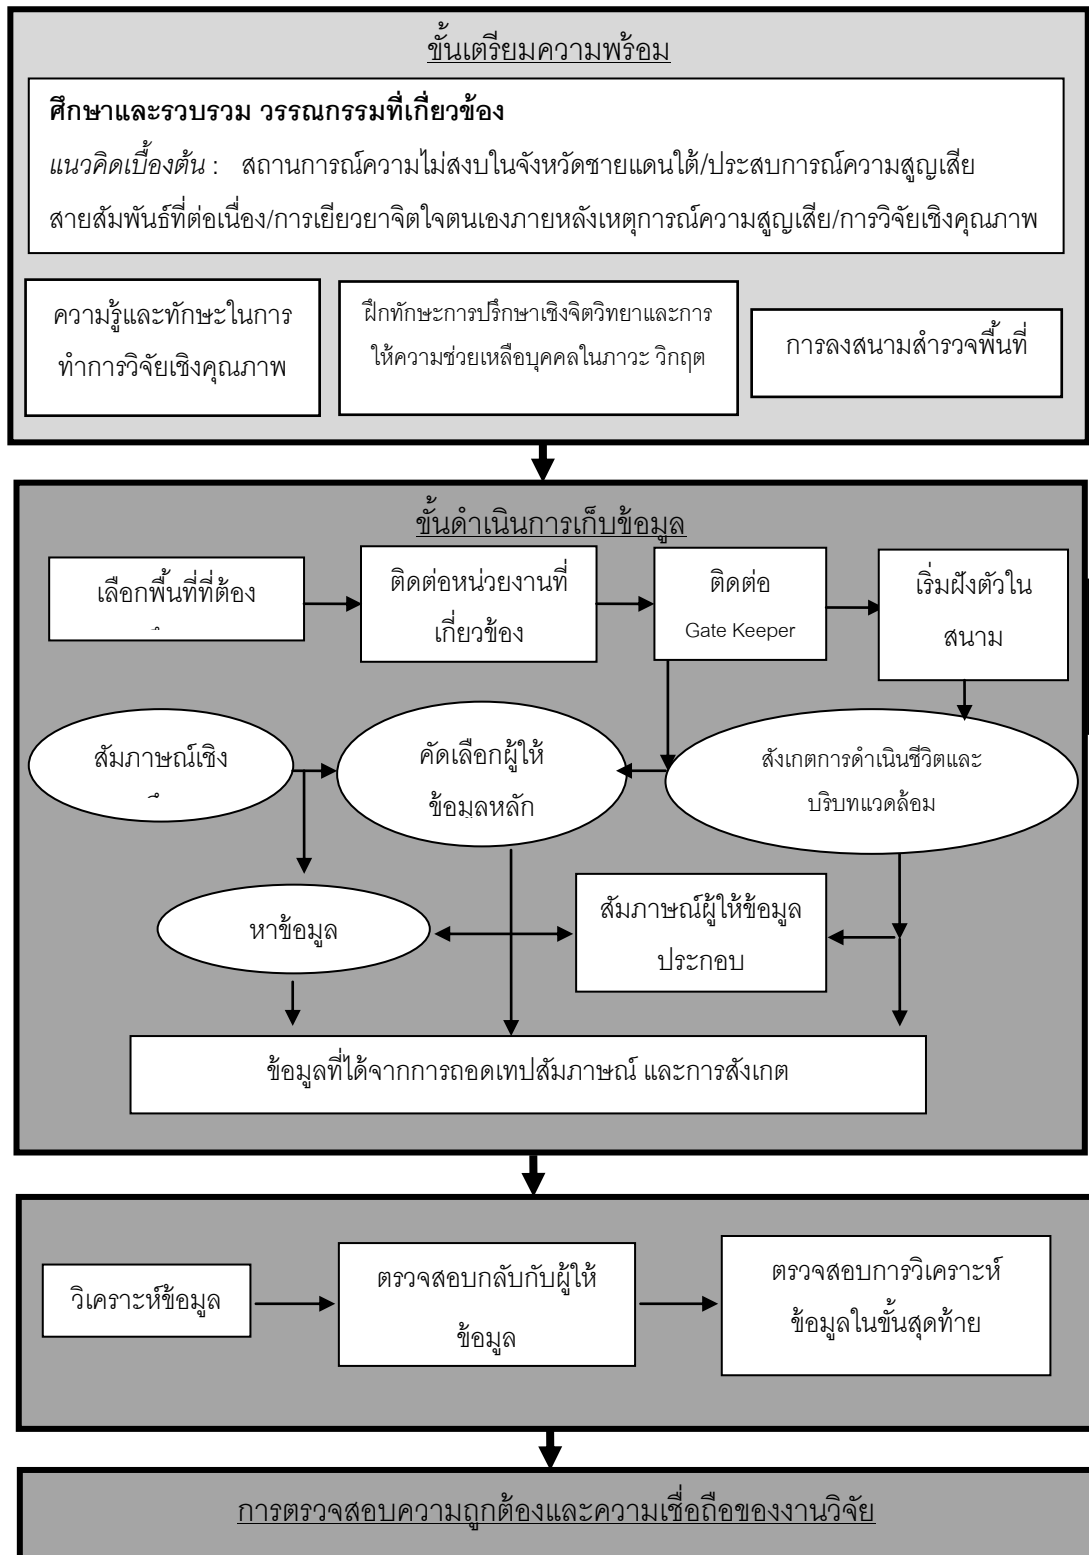 ขั้นเตรียมความพร้อม
ศึกษาและรวบรวม วรรณกรรมที่เกี่ยวข้อง
แนวคิดเบื้องต้น : สถานการณ์ความไม่สงบในจังหวัดชายแดนใต้/ประสบการณ์ความสูญเสีย
สายสัมพันธ์ที่ต่อเนื่อง/การเยียวยาจิตใจตนเองภายหลังเหตุการณ์ความสูญเสีย/การวิจัยเชิงคุณภาพ
ความรู้และทักษะในการ
ทำการวิจัยเชิงคุณภาพ
ฝึกทักษะการปรึกษาเชิงจิตวิทยาและการ
ให้ความช่วยเหลือบุคคลในภาวะ วิกฤต
การลงสนามสำรวจพื้นที่
ขั้นดำเนินการเก็บข้อมูล
เลือกพื้นที่ที่ต้อง
ติดต่อหน่วยงานที่
เกี่ยวข้อง
ติดต่อ
Gate Keeper
เริ่มฝังตัวใน
สนาม
สัมภาษณ์เชิง
คัดเลือกผู้ให้
ข้อมูลหลัก
สังเกตการดำเนินชีวิตและ
บริบทแวดล้อม
หาข้อมูล
สัมภาษณ์ผู้ให้ข้อมูล
ประกอบ
ข้อมูลที่ได้จากการถอดเทปสัมภาษณ์ และการสังเกต
วิเคราะห์ข้อมูล
ตรวจสอบกลับกับผู้ให้
ข้อมูล
ตรวจสอบการวิเคราะห์
ข้อมูลในขั้นสุดท้าย
การตรวจสอบความถูกต้องและความเชื่อถือของงานวิจัย